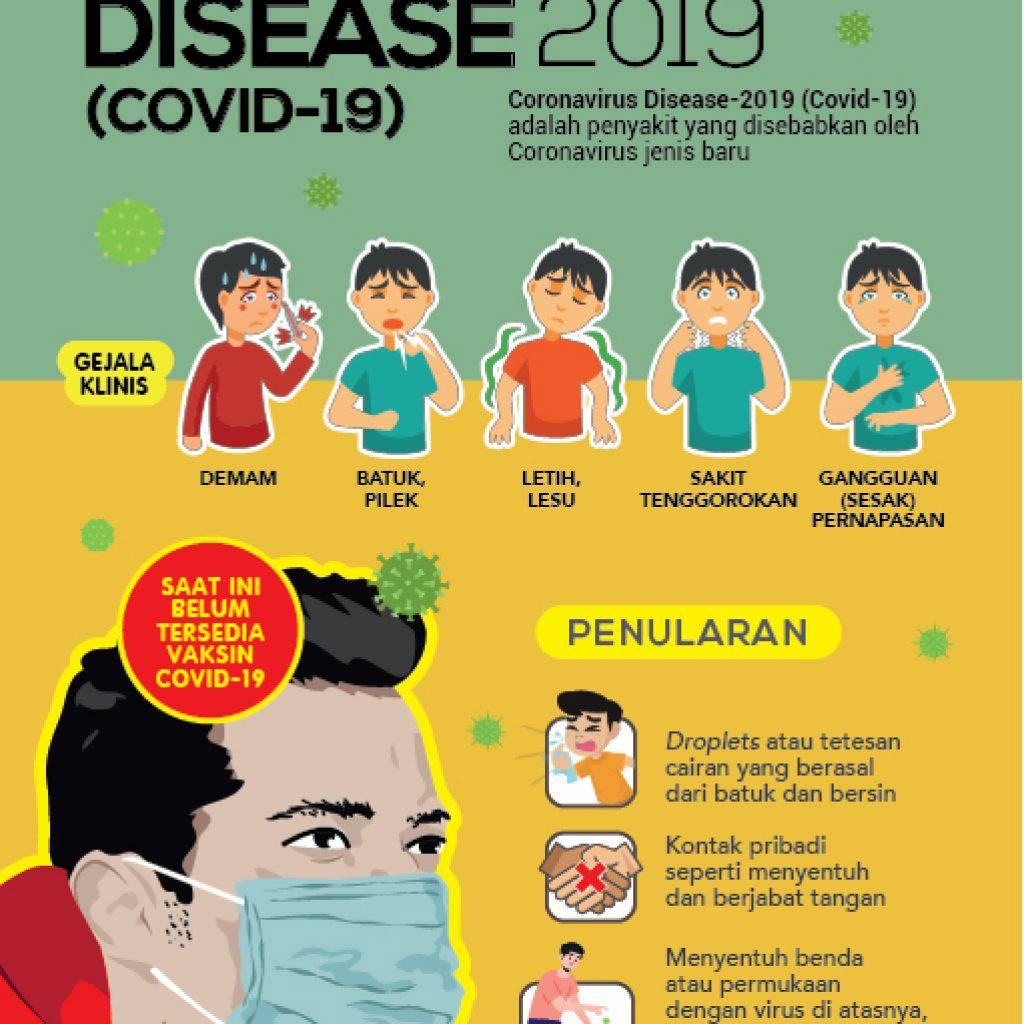 DISEASE 2019
(COVID-19)
Coronavirus Disease-2019 (Covid-19)
adalah penyakit yang disebabkan oleh
Coronavirus jenis baru
GEJALA
KLINIS
DEMAM
BATUK,
PILEK
LETIH,
LESU
SAKIT
TENGGOROKAN
GANGGUAN
(SESAK)
PERNAPASAN
SAAT INI
BELUM
TERSEDIA
VAKSIN
COVID-19
PENULARAN
Droplets atau tetesan
cairan yang berasal
dari batuk dan bersin
Kontak pribadi
seperti menyentuh
dan berjabat tangan
Menyentuh benda
atau permukaan
dengan virus di atasnya,